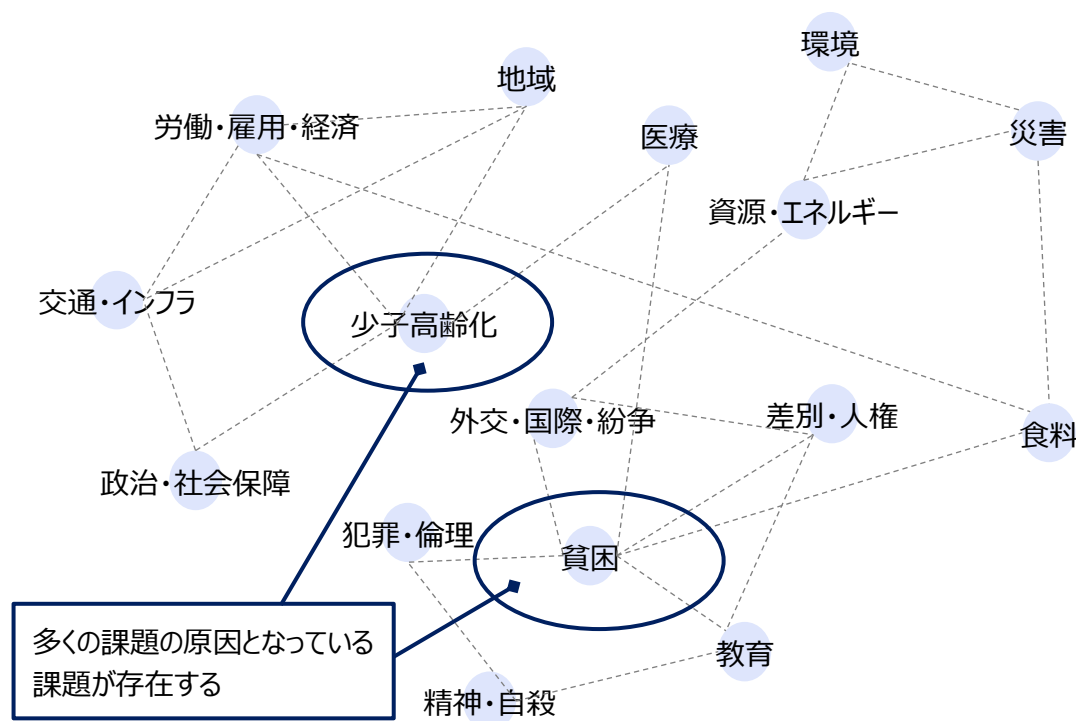 環境
地域
労働・雇用・経済
医療
災害
資源・エネルギー
交通・インフラ
少子高齢化
外交・国際・紛争
差別・人権
食料
政治・社会保障
犯罪・倫理
貧困
多くの課題の原因となっている
課題が存在する
教育
精神・自殺